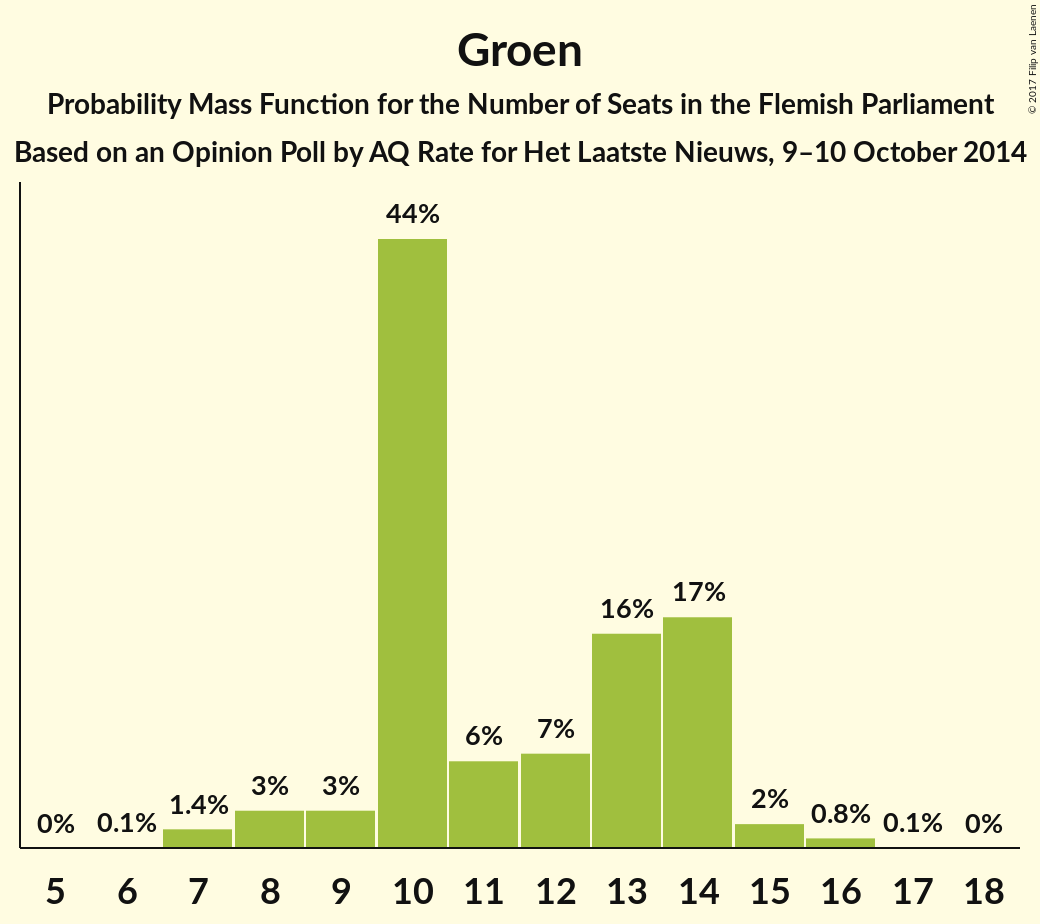 Groen
Probability Mass Function for the Number of Seats in the Flemish Parliament
Based on an Opinion Poll by AQ Rate for Het Laatste Nieuws, 9–10 October 2014
© 2017 Filip van Laenen
0% 0.1% 1.4% 3% 3% 44% 6% 7% 16% 17% 2% 0.8% 0.1% 0%
5 6 7 8 9 10 11 12 13 14 15 16 17 18